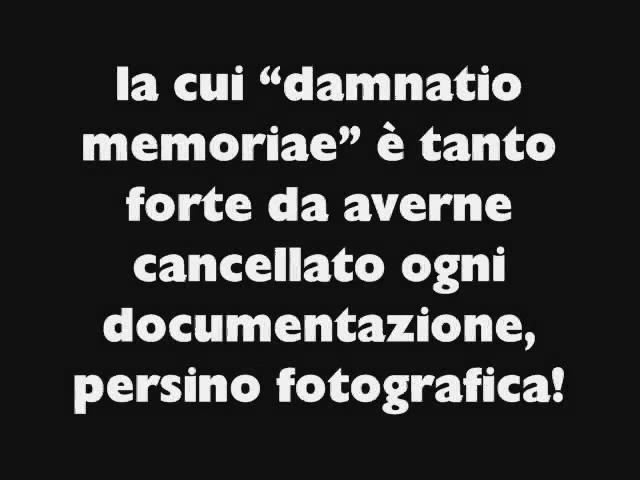 la cui “damnatio
memoriae” è tanto
forte da averne
cancellato ogni
documentazione,
persino fotografica!